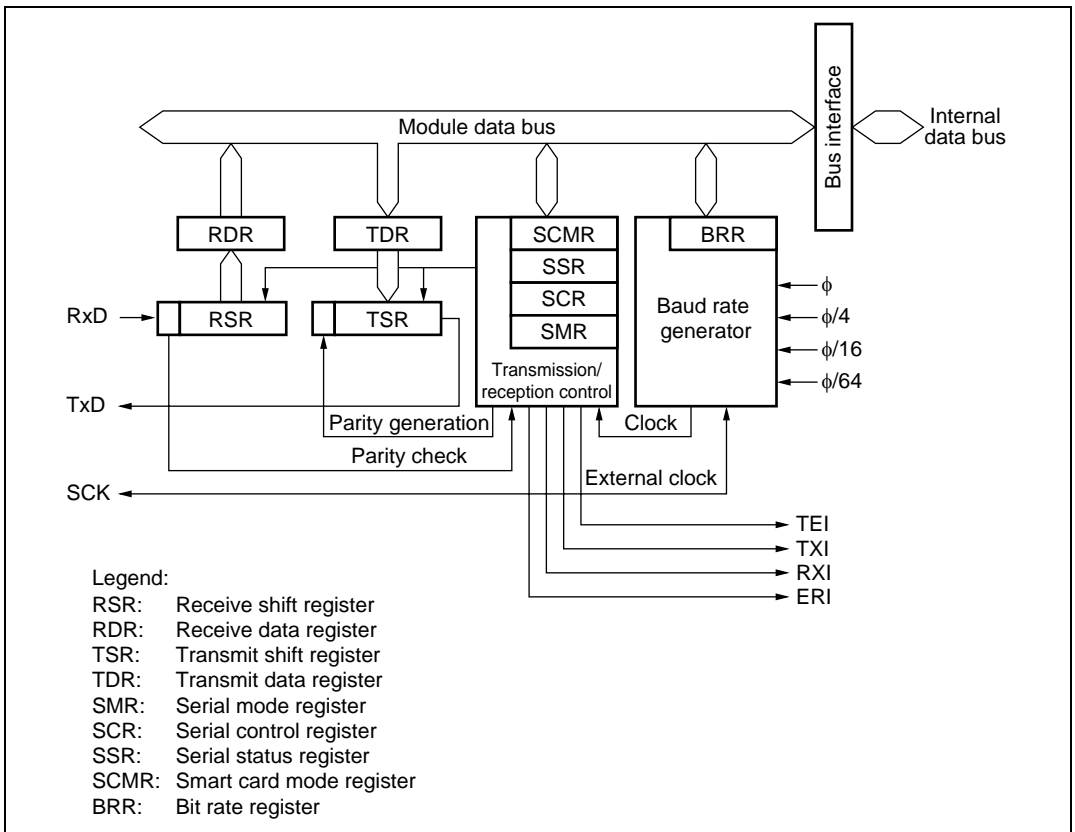 Module data bus
Bus interface
Internal
data bus
RDR
TDR
SCMR
SSR
SCR
SMR
BRR
Baud rate
generator
ϕ
ϕ/4
ϕ/16
ϕ/64
RxD
RSR
TSR
Transmission/
reception control
TxD
Parity generation
Clock
Parity check
SCK
External clock
TEI
TXI
RXI
ERI
Legend:
RSR: Receive shift register
RDR: Receive data register
TSR: Transmit shift register
TDR: Transmit data register
SMR: Serial mode register
SCR: Serial control register
SSR: Serial status register
SCMR: Smart card mode register
BRR: Bit rate register